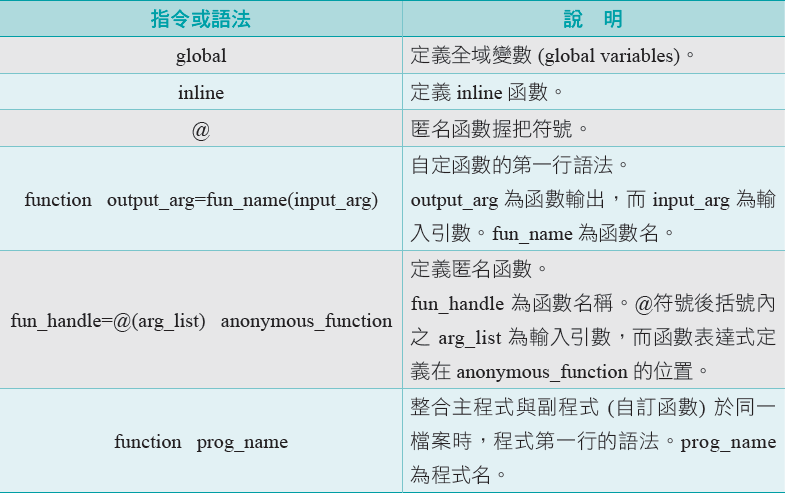 指令或語法 說 明
global 定義全域變數 (global variables)。
inline 定義 inline 函數。
@ 匿名函數握把符號。
function output_arg=fun_name(input_arg)
自定函數的第一行語法。
output_arg 為函數輸出，而 input_arg 為輸
入引數。fun_name 為函數名。
fun_handle=@(arg_list) anonymous_function
定義匿名函數。
fun_handle 為函數名稱。@符號後括號內
之 arg_list 為輸入引數，而函數表達式定
義在 anonymous_function 的位置。
function prog_name
整合主程式與副程式 (自訂函數) 於同一
檔案時，程式第一行的語法。prog_name
為程式名。